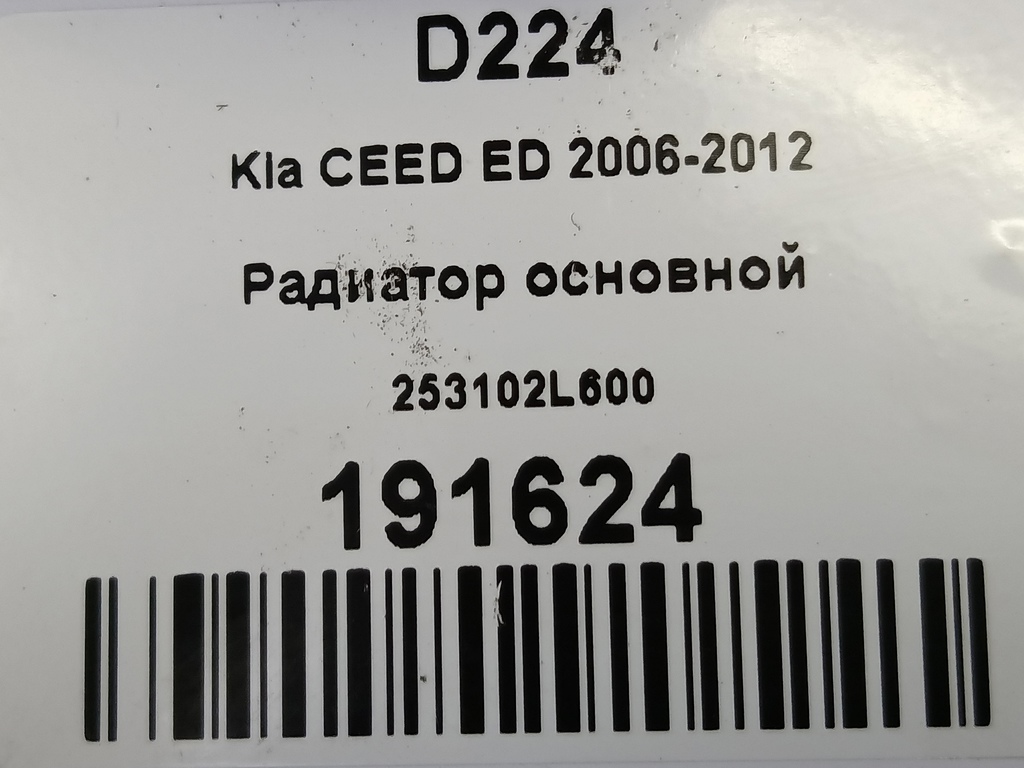 D224
Kia CEED ED 2006-2012
Радиатор основной
253102L600
191624